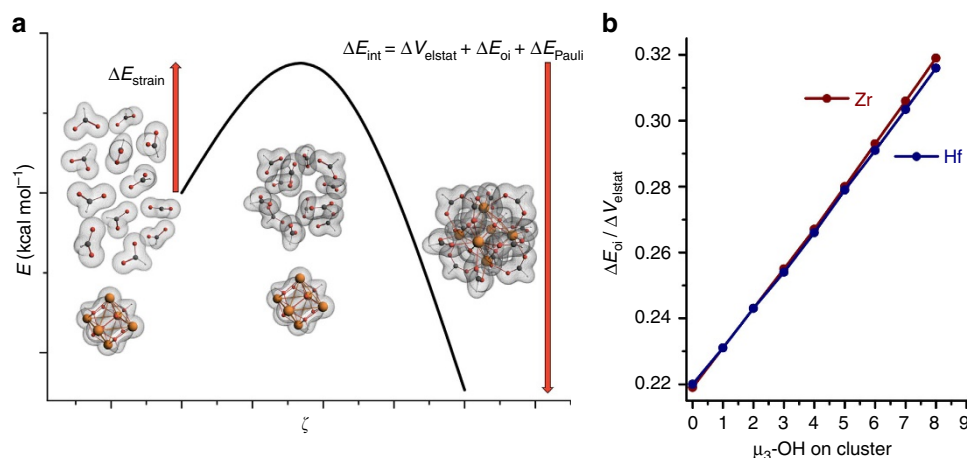 a
ΔE_strain
ΔE_int = ΔV_elstat + ΔE_oi + ΔE_Pauli
E (kcal mol⁻¹)
ζ
b
0.32
0.30
0.28
0.26
0.24
0.22
ΔE_oi / ΔV_elstat
Zr
Hf
0 1 2 3 4 5 6 7 8 9
μ₃-OH on cluster